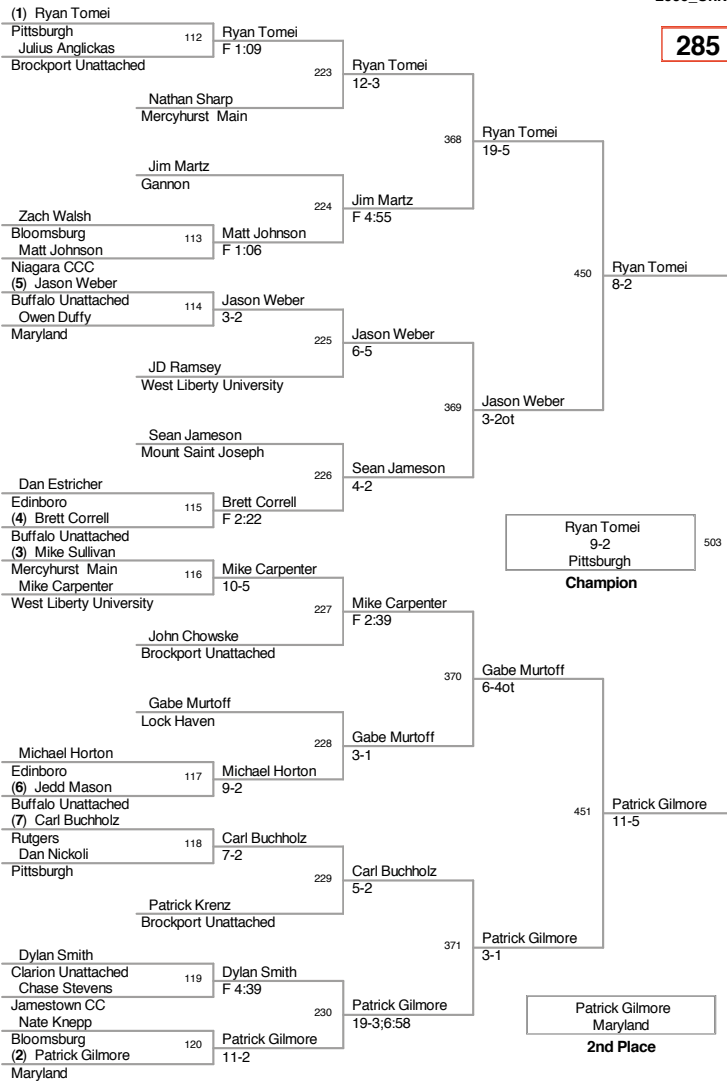 (1) Ryan Tomei
Pittsburgh
Julius Anglickas
Brockport Unattached
112
Ryan Tomei
F 1:09
285
223
Ryan Tomei
12-3
Nathan Sharp
Mercyhurst Main
368
Ryan Tomei
19-5
Jim Martz
Gannon
224
Jim Martz
F 4:55
Zach Walsh
Bloomsburg
Matt Johnson
Niagara CCC
113
Matt Johnson
F 1:06
450
Ryan Tomei
8-2
(5) Jason Weber
Buffalo Unattached
Owen Duffy
Maryland
114
Jason Weber
3-2
225
Jason Weber
6-5
JD Ramsey
West Liberty University
369
Jason Weber
3-2ot
Sean Jameson
Mount Saint Joseph
226
Sean Jameson
4-2
Dan Estricher
Edinboro
(4) Brett Correll
Buffalo Unattached
115
Brett Correll
F 2:22
Ryan Tomei
9-2
Pittsburgh
503
Champion
(3) Mike Sullivan
Mercyhurst Main
Mike Carpenter
West Liberty University
116
Mike Carpenter
10-5
227
Mike Carpenter
F 2:39
John Chowske
Brockport Unattached
370
Gabe Murtoff
6-4ot
Gabe Murtoff
Lock Haven
228
Gabe Murtoff
3-1
Michael Horton
Edinboro
(6) Jedd Mason
Buffalo Unattached
117
Michael Horton
9-2
451
Patrick Gilmore
11-5
(7) Carl Buchholz
Rutgers
Dan Nickoli
Pittsburgh
118
Carl Buchholz
7-2
229
Carl Buchholz
5-2
Patrick Krenz
Brockport Unattached
371
Patrick Gilmore
3-1
Dylan Smith
Clarion Unattached
Chase Stevens
Jamestown CC
119
Dylan Smith
F 4:39
230
Patrick Gilmore
19-3;6:58
Nate Knepp
Bloomsburg
(2) Patrick Gilmore
Maryland
120
Patrick Gilmore
11-2
Patrick Gilmore
Maryland
2nd Place